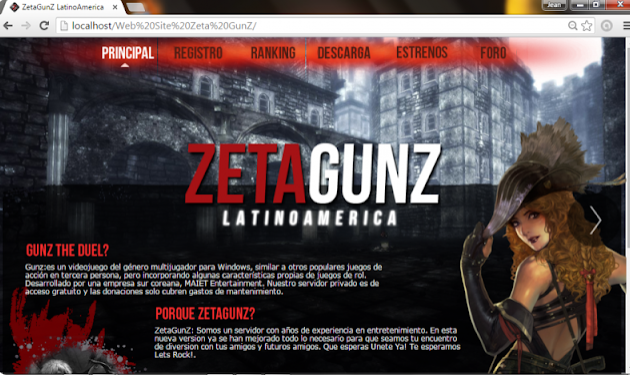 ZetaGunZ LatinoAmerica
Jean
localhost/Web%20Site%20Zeta%20GunZ/
PRINCIPAL REGISTRO RANKING DESCARGA ESTRENOS FORO
ZETAGUNZ
LATINOAMERICA
GUNZ THE DUEL?
Gunz:es un videojuego del género multijugador para Windows, similar a otros populares juegos de
acción en tercera persona, pero incorporando algunas características propias de juegos de rol.
Desarrollado por una empresa sur coreana, MAIET Entertainment. Nuestro servidor privado es de
acceso gratuito y las donaciones solo cubren gastos de mantenimiento.
PORQUE ZETAGUNZ?
ZetaGunZ: Somos un servidor con años de experiencia en entretenimiento. En esta
nueva version ya se han mejorado todo lo necesario para que seamos tu encuentro
de diversion con tus amigos y futuros amigos. Que esperas Unete Ya! Te esperamos
Lets Rock!.